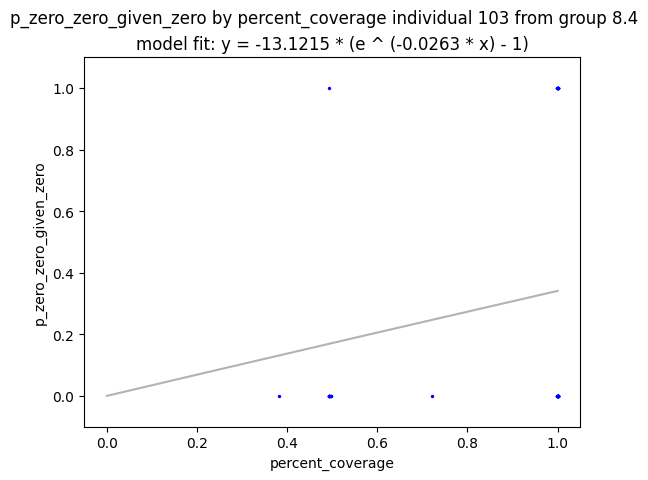 p_zero_zero_given_zero by percent_coverage individual 103 from group 8.4
model fit: y = -13.1215 * (e ^ (-0.0263 * x) - 1)
1.0
0.8
0.6
0.4
0.2
0.0
p_zero_zero_given_zero
0.0 0.2 0.4 0.6 0.8 1.0
percent_coverage